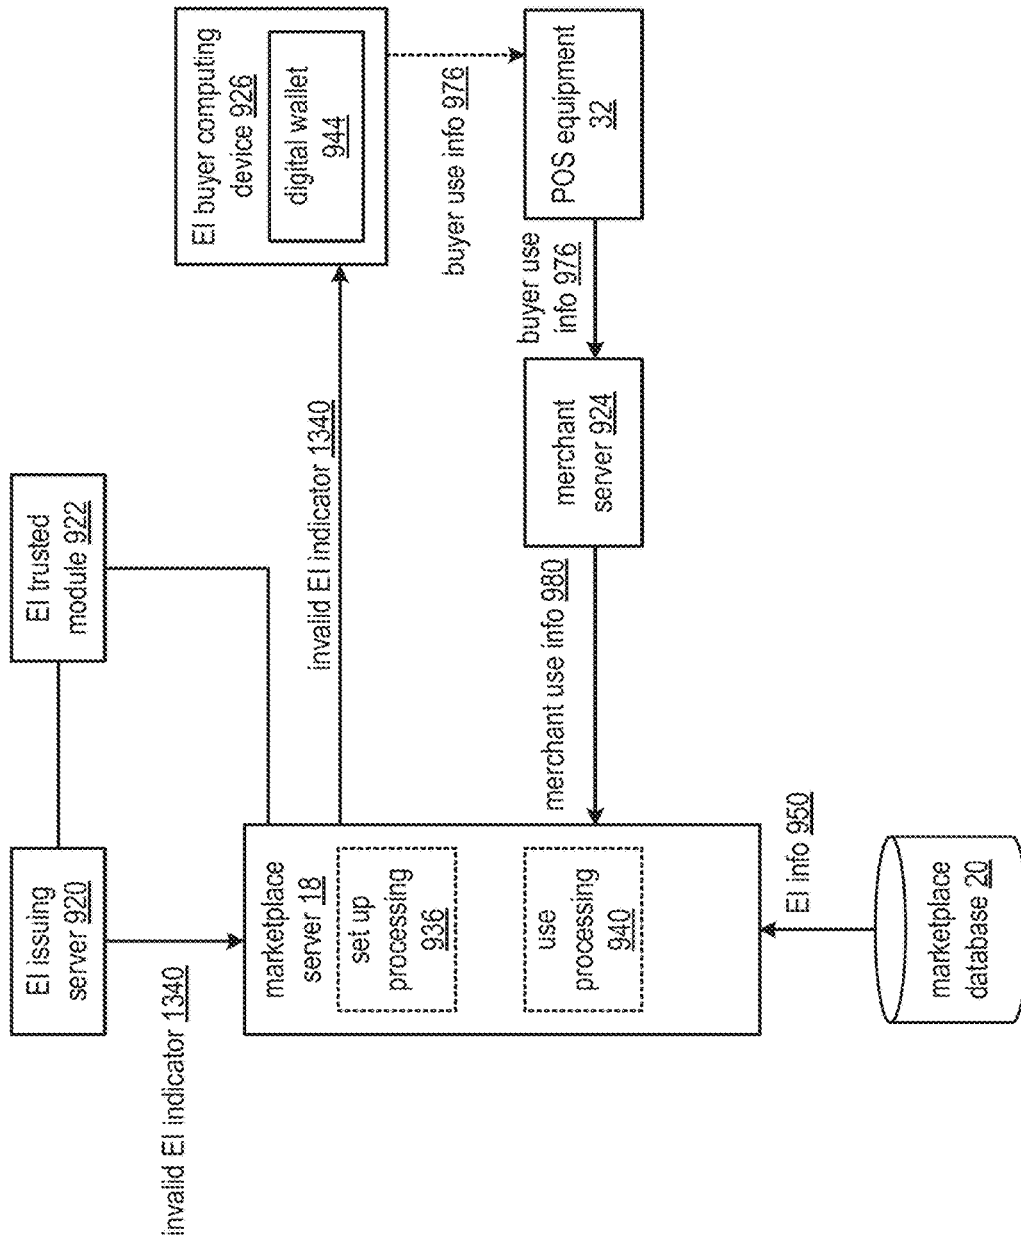 EI issuing
server 920
EI trusted
module 922
invalid EI indicator 1340
marketplace
server 18
set up
processing
936
use
processing
940
invalid EI indicator 1340
EI buyer computing
device 926
digital wallet
944
buyer use info 976
POS equipment
32
buyer use
info 976
merchant
server 924
merchant use info 980
EI info 950
marketplace
database 20